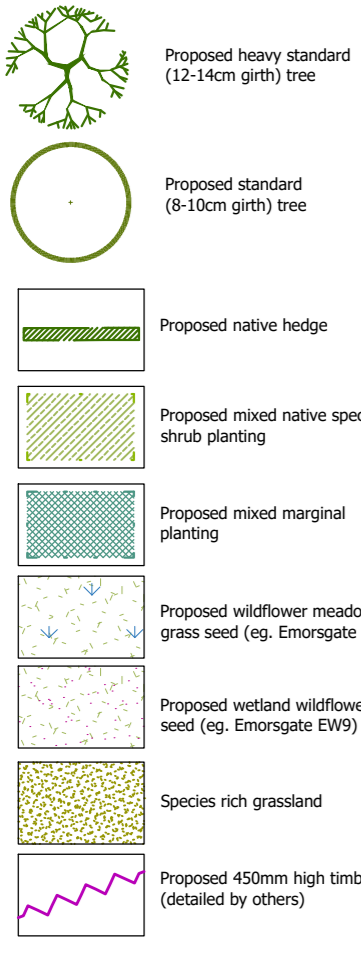 Proposed heavy standard
(12-14cm girth) tree
Proposed standard
(8-10cm girth) tree
Proposed native hedge
Proposed mixed native spec
shrub planting
Proposed mixed marginal
planting
Proposed wildflower meado
grass seed (eg. Emorsgate
Proposed wetland wildflowe
seed (eg. Emorsgate EW9)
Species rich grassland
Proposed 450mm high timb
(detailed by others)